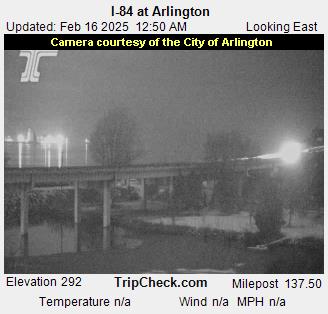 I-84 at Arlington
Updated: Feb 16 2025 12:50 AM Looking East
Camera courtesy of the City of Arlington
Elevation 292 TripCheck.com Milepost 137.50
Temperature n/a Wind n/a MPH n/a